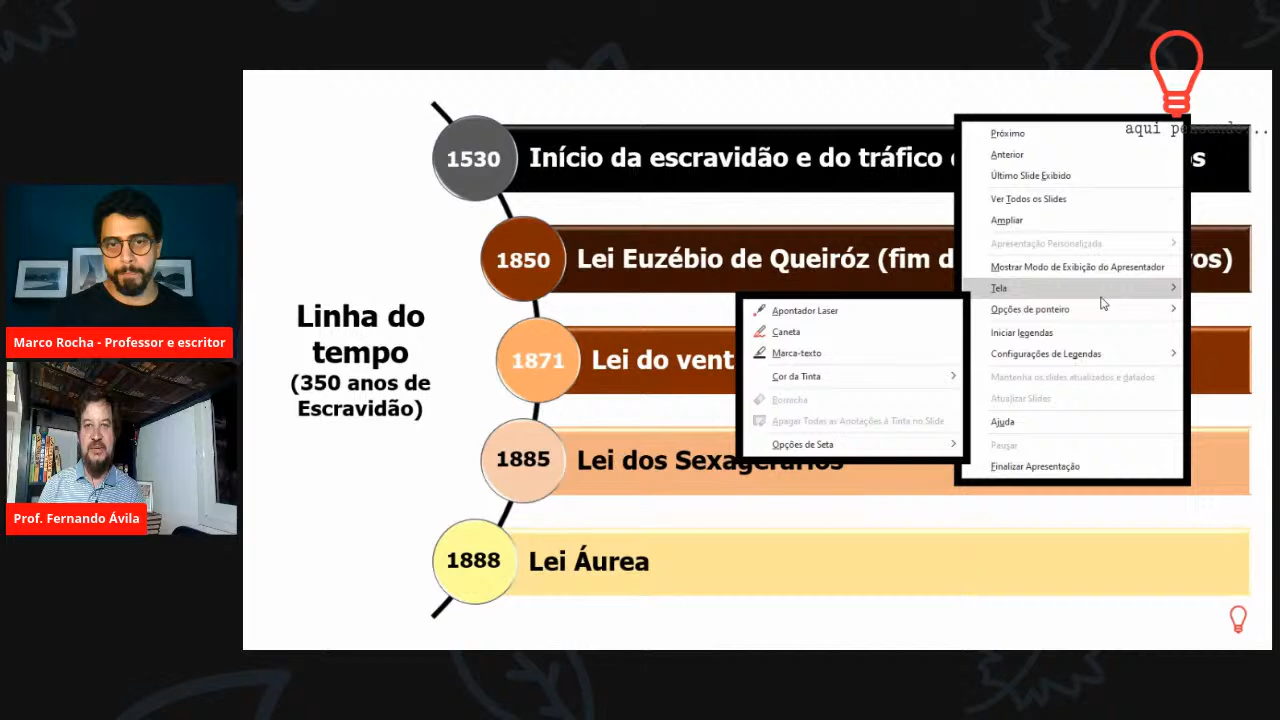 aqui pensando...
1530
Início da escravidão e do tráfico
os
1850
Lei Euzébio de Queiróz (fim d
ros)
Linha do
tempo
(350 anos de
Escravidão)
1871
Lei do vent
1885
Lei dos Sexagenários
1888
Lei Áurea
Próximo
Anterior
Último Slide Exibido
Ver Todos os Slides
Ampliar
Apresentação Personalizada
Mostrar Modo de Exibição do Apresentador
Tela
Opções de ponteiro
Iniciar legendas
Configurações de Legendas
Mantenha os slides atualizados e datados
Atualizar Slides
Ajuda
Pausar
Finalizar Apresentação
Apontador Laser
Caneta
Marca-texto
Cor da Tinta
Borracha
Apagar Todas as Anotações à Tinta no Slide
Opções de Seta
Marco Rocha - Professor e escritor
Prof. Fernando Ávila